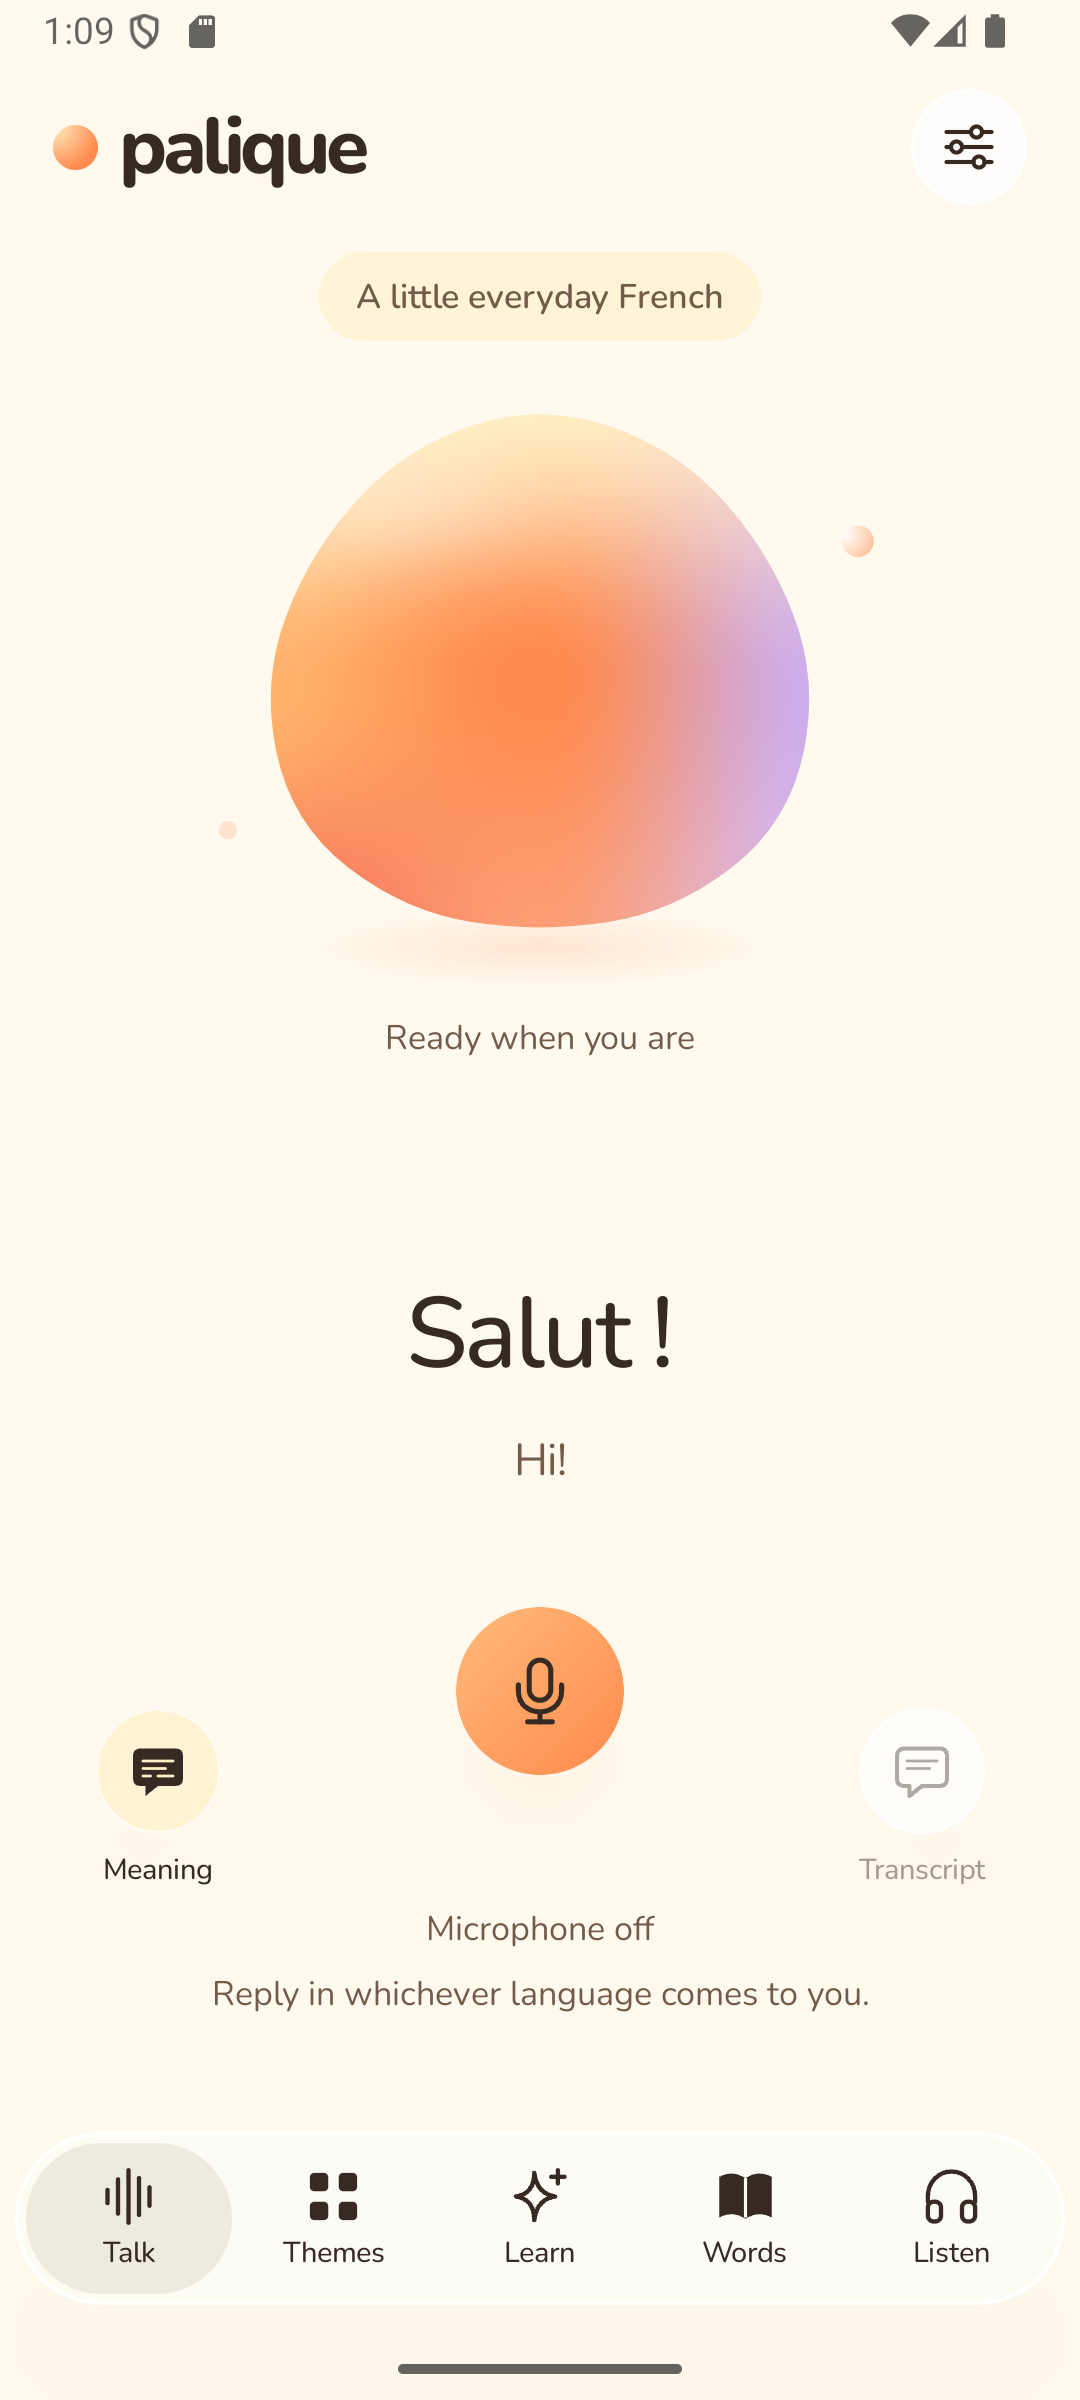 1:09
palique
A little everyday French
Ready when you are
Salut !
Hi!
Meaning
Transcript
Microphone off
Reply in whichever language comes to you.
Talk
Themes
Learn
Words
Listen